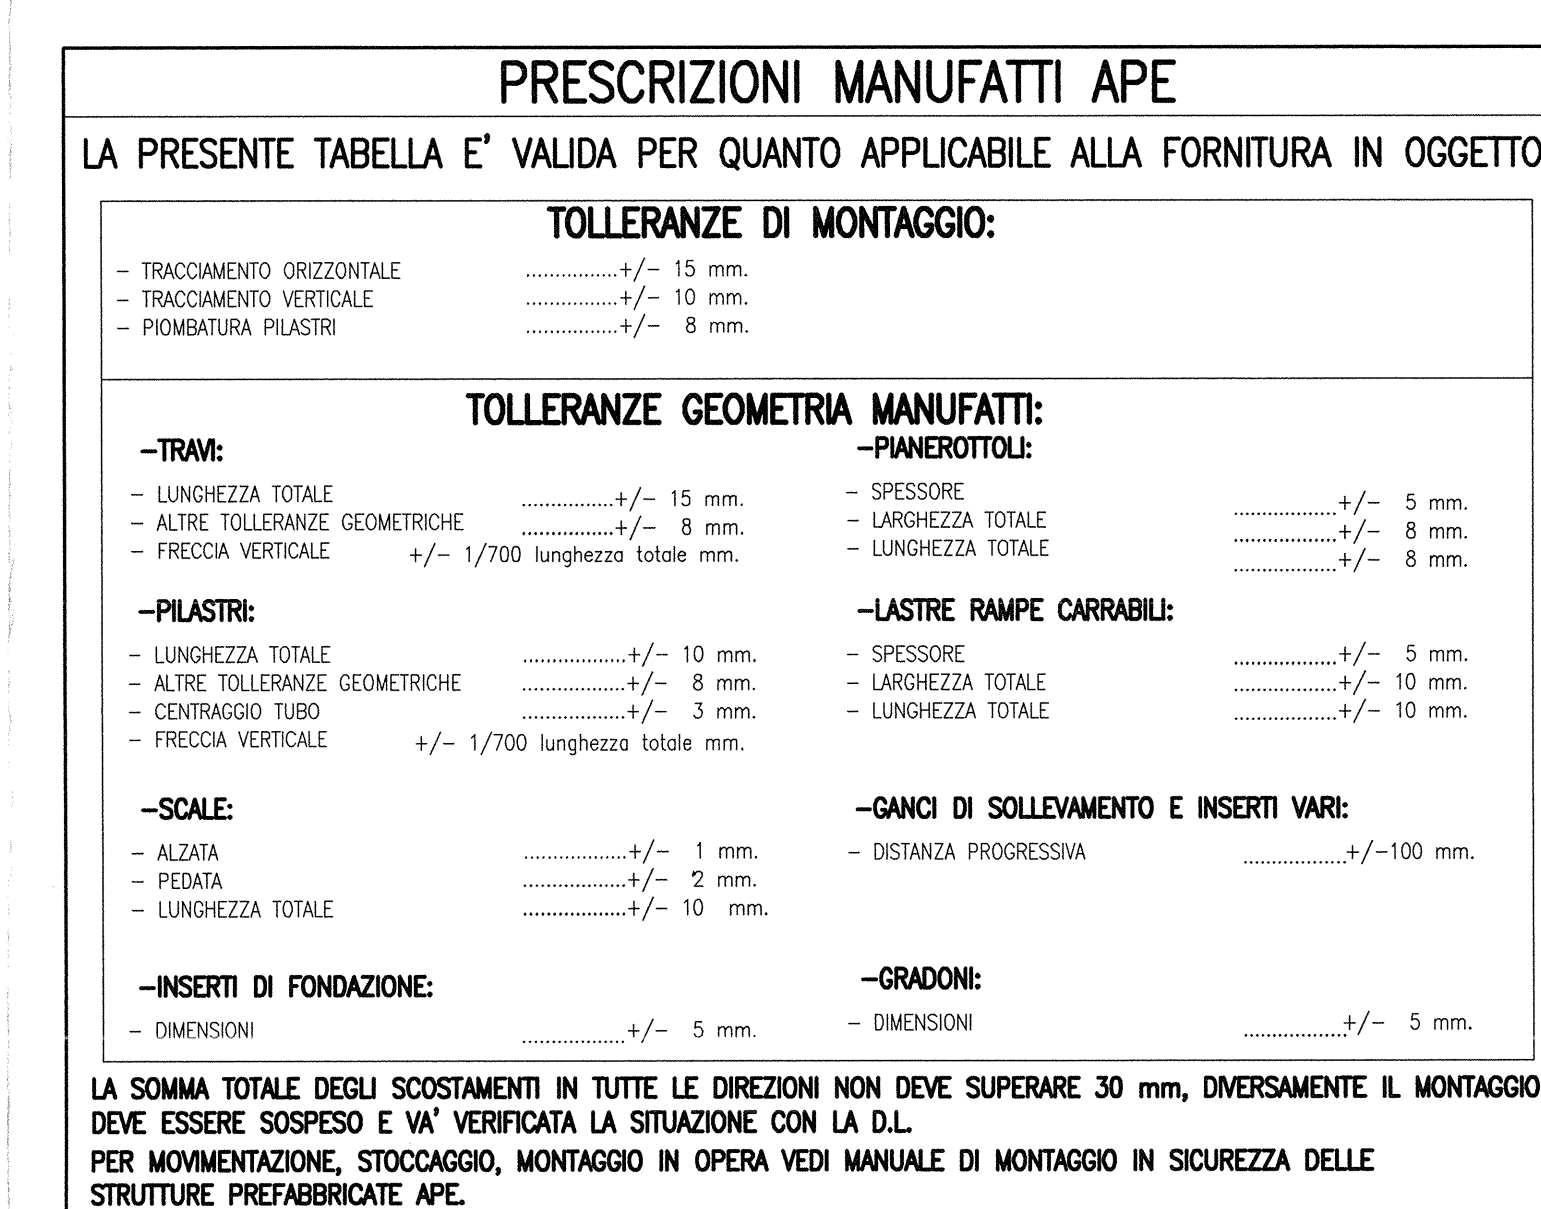 PRESCRIZIONI MANUFATTI APE
LA PRESENTE TABELLA E' VALIDA PER QUANTO APPLICABILE ALLA FORNITURA IN OGGETTO
TOLLERANZE DI MONTAGGIO:
– TRACCIAMENTO ORIZZONTALE ................+/– 15 mm.
– TRACCIAMENTO VERTICALE ................+/– 10 mm.
– PIOMBATURA PILASTRI ................+/– 8 mm.
TOLLERANZE GEOMETRIA MANUFATTI:
–TRAVI:
– LUNGHEZZA TOTALE ................+/– 15 mm.
– ALTRE TOLLERANZE GEOMETRICHE ................+/– 8 mm.
– FRECCIA VERTICALE +/– 1/700 lunghezza totale mm.
–PILASTRI:
– LUNGHEZZA TOTALE ..................+/– 10 mm.
– ALTRE TOLLERANZE GEOMETRICHE ..................+/– 8 mm.
– CENTRAGGIO TUBO ..................+/– 3 mm.
– FRECCIA VERTICALE +/– 1/700 lunghezza totale mm.
–SCALE:
– ALZATA ..................+/– 1 mm.
– PEDATA ..................+/– 2 mm.
– LUNGHEZZA TOTALE ..................+/– 10 mm.
–INSERTI DI FONDAZIONE:
– DIMENSIONI ..................+/– 5 mm.
–PIANEROTTOLI:
– SPESSORE ..................+/– 5 mm.
– LARGHEZZA TOTALE ..................+/– 8 mm.
– LUNGHEZZA TOTALE ..................+/– 8 mm.
–LASTRE RAMPE CARRABILI:
– SPESSORE ..................+/– 5 mm.
– LARGHEZZA TOTALE ..................+/– 10 mm.
– LUNGHEZZA TOTALE ..................+/– 10 mm.
–GANCI DI SOLLEVAMENTO E INSERTI VARI:
– DISTANZA PROGRESSIVA ..................+/–100 mm.
–GRADONI:
– DIMENSIONI ..................+/– 5 mm.
LA SOMMA TOTALE DEGLI SCOSTAMENTI IN TUTTE LE DIREZIONI NON DEVE SUPERARE 30 mm, DIVERSAMENTE IL MONTAGGIO
DEVE ESSERE SOSPESO E VA' VERIFICATA LA SITUAZIONE CON LA D.L.
PER MOVIMENTAZIONE, STOCCAGGIO, MONTAGGIO IN OPERA VEDI MANUALE DI MONTAGGIO IN SICUREZZA DELLE
STRUTTURE PREFABBRICATE APE.